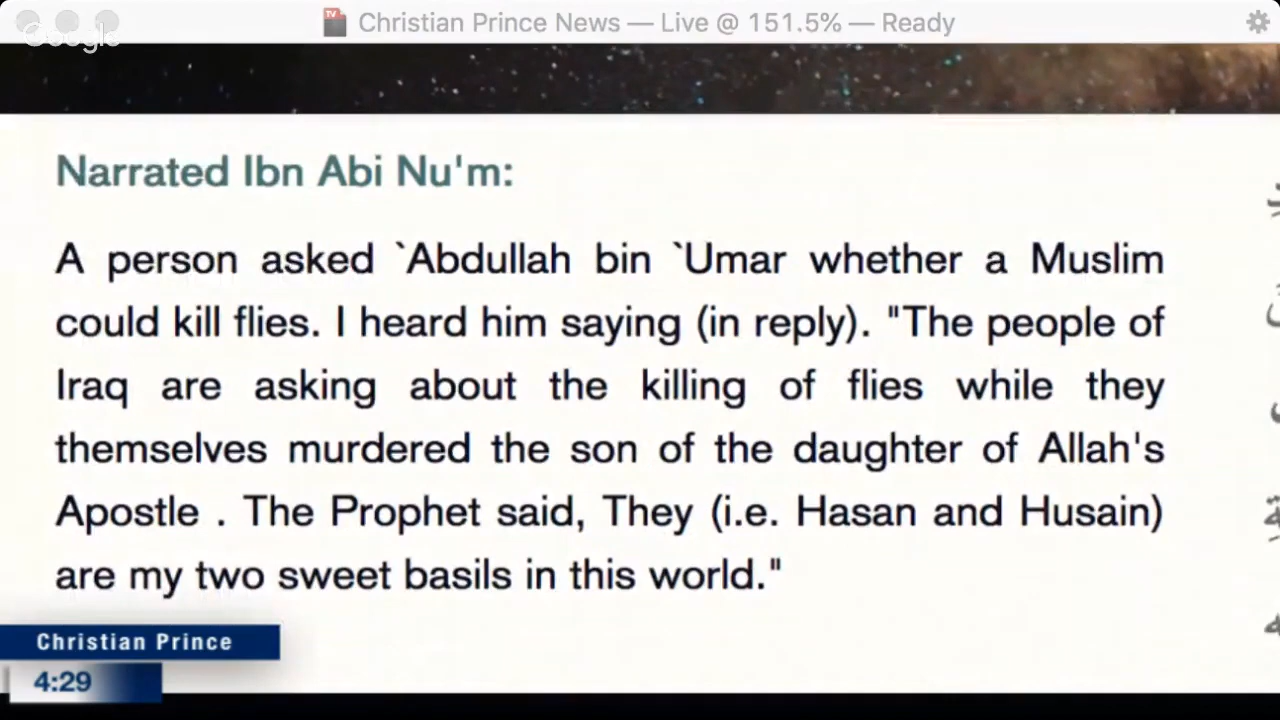 Christian Prince News — Live @ 151.5% — Ready
Google
Narrated Ibn Abi Nu'm:
A person asked `Abdullah bin `Umar whether a Muslim
could kill flies. I heard him saying (in reply). "The people of
Iraq are asking about the killing of flies while they
themselves murdered the son of the daughter of Allah's
Apostle . The Prophet said, They (i.e. Hasan and Husain)
are my two sweet basils in this world."
Christian Prince
4:29